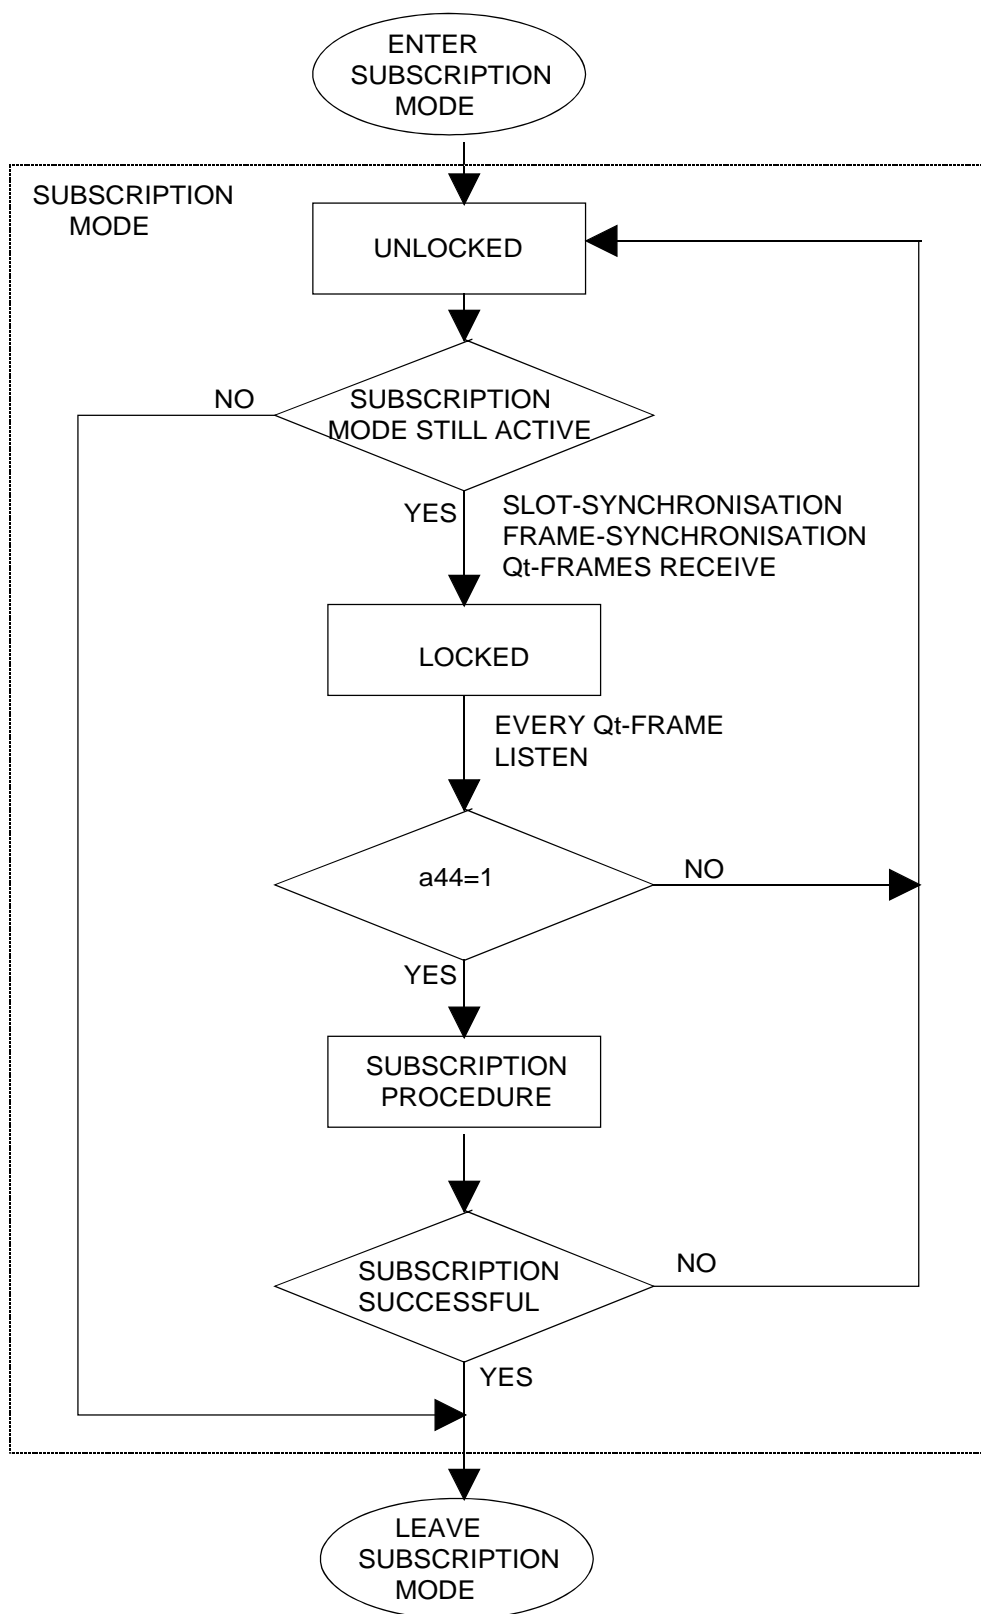 ENTER
SUBSCRIPTION
MODE
SUBSCRIPTION
MODE
UNLOCKED
NO
SUBSCRIPTION
MODE STILL ACTIVE
YES
SLOT-SYNCHRONISATION
FRAME-SYNCHRONISATION
Qt-FRAMES RECEIVE
LOCKED
EVERY Qt-FRAME
LISTEN
a44=1
NO
YES
SUBSCRIPTION
PROCEDURE
SUBSCRIPTION
SUCCESSFUL
NO
YES
LEAVE
SUBSCRIPTION
MODE